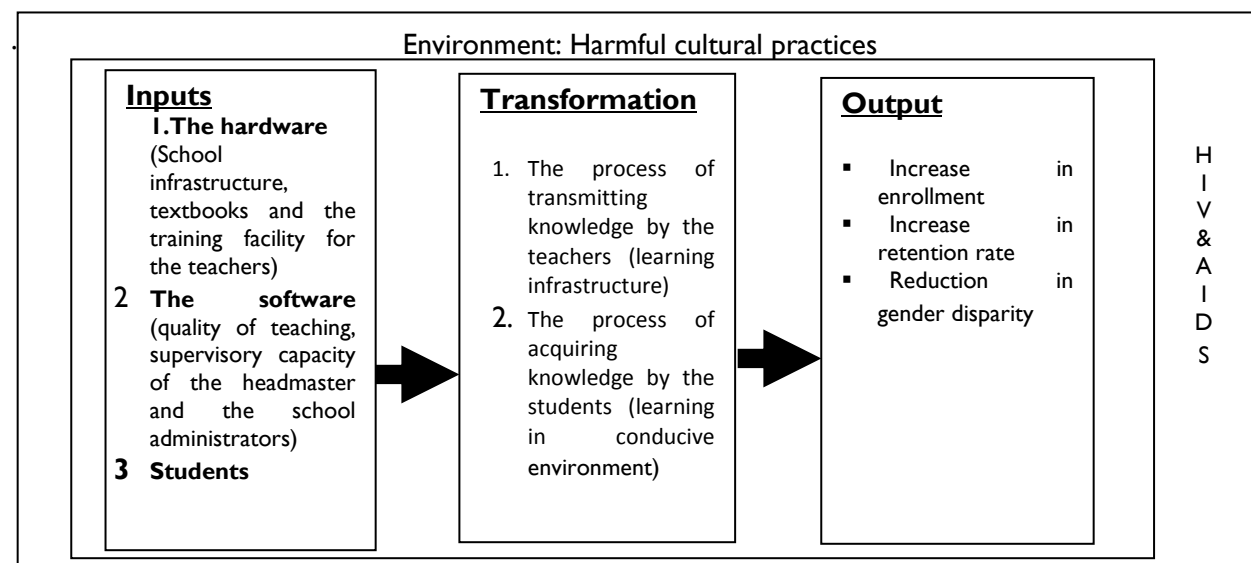 Environment: Harmful cultural practices
Inputs
1.The hardware
(School
infrastructure,
textbooks and the
training facility for
the teachers)
2 The software
(quality of teaching,
supervisory capacity
of the headmaster
and the school
administrators)
3 Students
Transformation
1. The process of
transmitting
knowledge by the
teachers (learning
infrastructure)
2. The process of
acquiring
knowledge by the
students (learning
in conducive
environment)
Output
▪ Increase in
enrollment
▪ Increase in
retention rate
▪ Reduction in
gender disparity
H
I
V
&
A
I
D
S